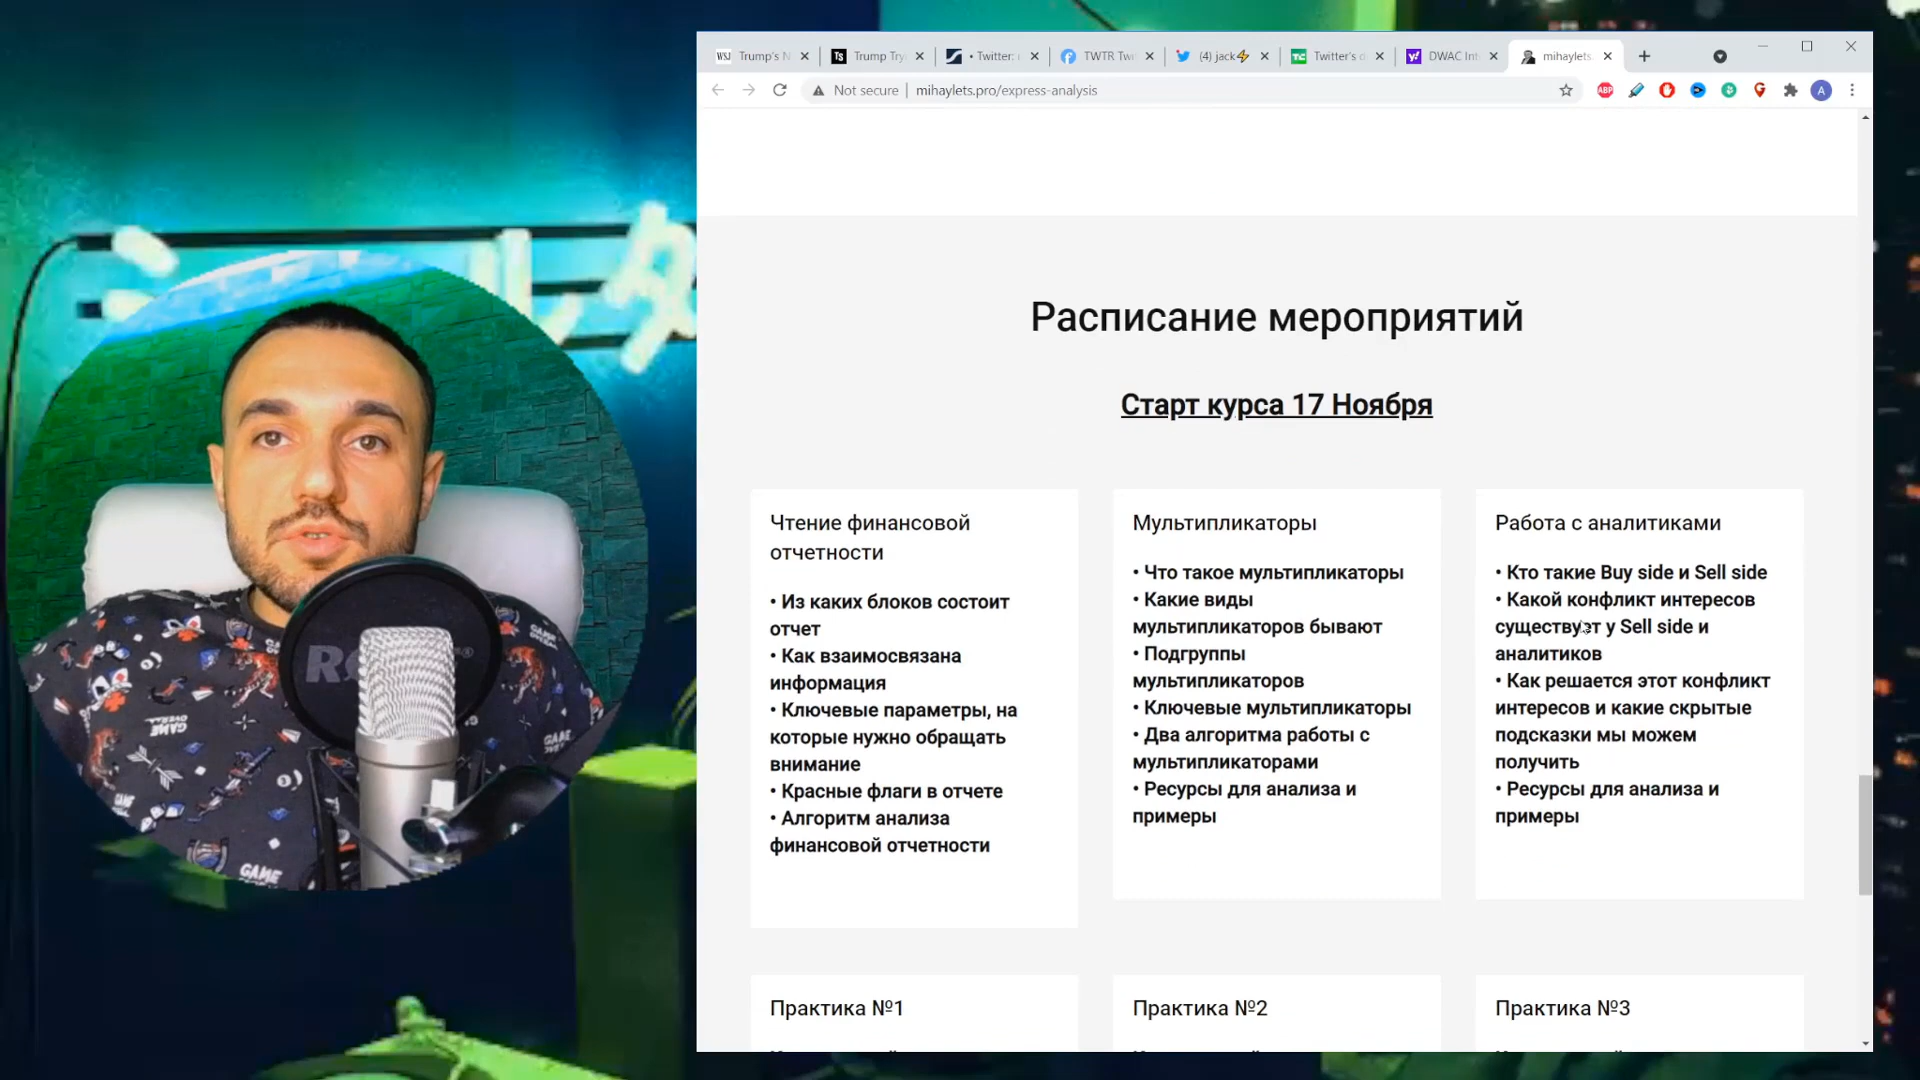 Trump's N
Trump Try
• Twitter:
TWTR Twi
(4) jack⚡
Twitter's d
DWAC Int
mihaylets.
Not secure
mihaylets.pro/express-analysis
ABP
A
Расписание мероприятий
Старт курса 17 Ноября
Чтение финансовой
отчетности
• Из каких блоков состоит
отчет
• Как взаимосвязана
информация
• Ключевые параметры, на
которые нужно обращать
внимание
• Красные флаги в отчете
• Алгоритм анализа
финансовой отчетности
Мультипликаторы
• Что такое мультипликаторы
• Какие виды
мультипликаторов бывают
• Подгруппы
мультипликаторов
• Ключевые мультипликаторы
• Два алгоритма работы с
мультипликаторами
• Ресурсы для анализа и
примеры
Работа с аналитиками
• Кто такие Buy side и Sell side
• Какой конфликт интересов
существует у Sell side и
аналитиков
• Как решается этот конфликт
интересов и какие скрытые
подсказки мы можем
получить
• Ресурсы для анализа и
примеры
Практика №1
Практика №2
Практика №3
GAME
OVER